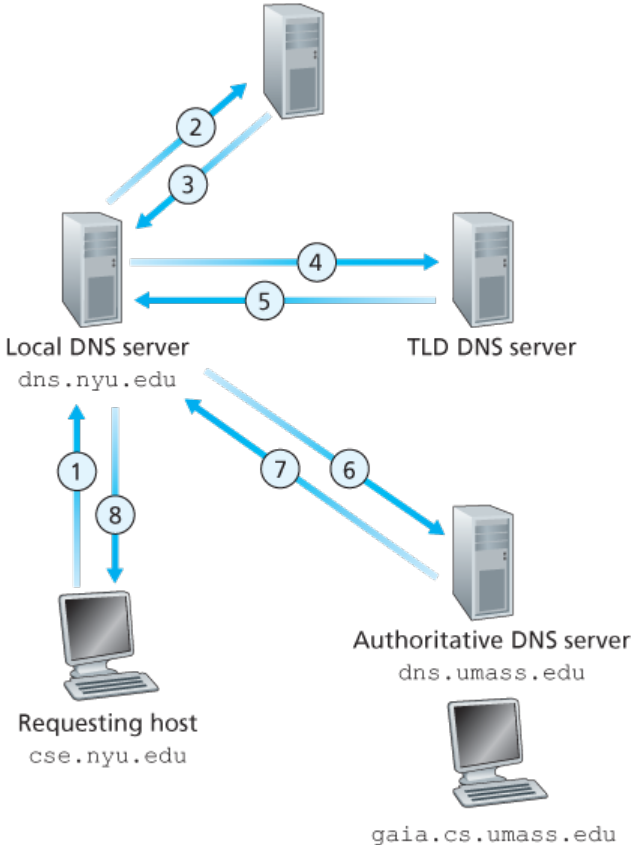 2
3
4
5
Local DNS server
dns.nyu.edu
TLD DNS server
1
8
7
6
Authoritative DNS server
dns.umass.edu
Requesting host
cse.nyu.edu
gaia.cs.umass.edu